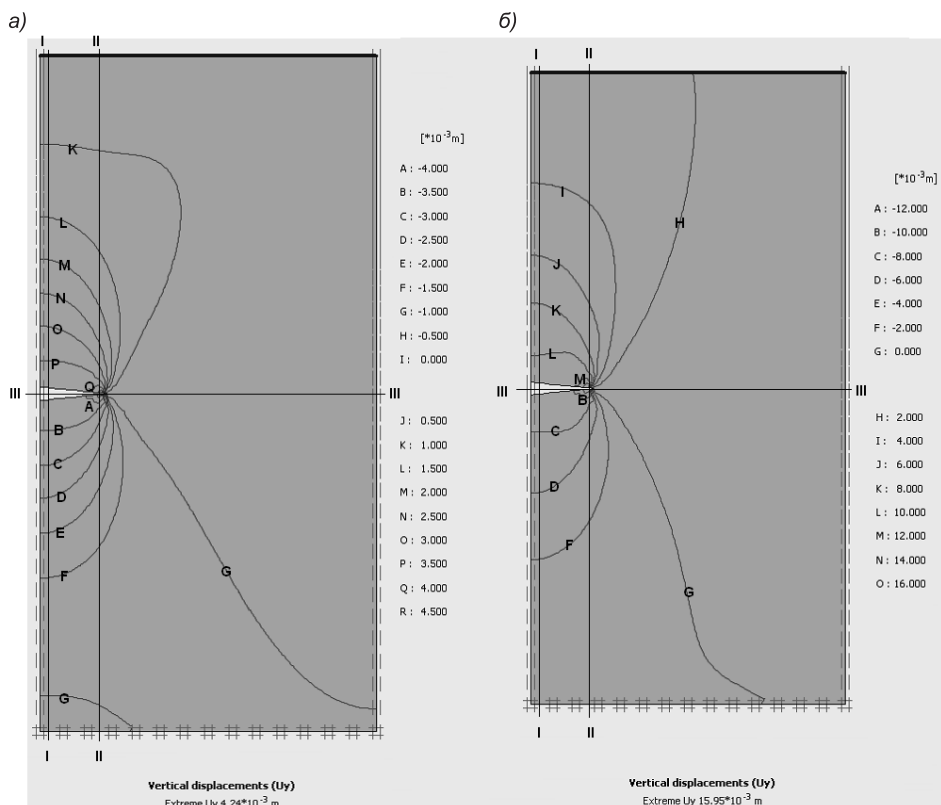 а)
I II
K
L
M
N
O
P
Q
III III
A
B
C
D
E
F
G
G
I II
[*10⁻³m]
A : -4.000
B : -3.500
C : -3.000
D : -2.500
E : -2.000
F : -1.500
G : -1.000
H : -0.500
I : 0.000
J : 0.500
K : 1.000
L : 1.500
M : 2.000
N : 2.500
O : 3.000
P : 3.500
Q : 4.000
R : 4.500
Vertical displacements (Uy)
Extreme Uy 4.24*10⁻³ m
б)
I II
I
H
J
K
L
M
III III
B
C
D
F
G
I II
[*10⁻³m]
A : -12.000
B : -10.000
C : -8.000
D : -6.000
E : -4.000
F : -2.000
G : 0.000
H : 2.000
I : 4.000
J : 6.000
K : 8.000
L : 10.000
M : 12.000
N : 14.000
O : 16.000
Vertical displacements (Uy)
Extreme Uy 15.95*10⁻³ m